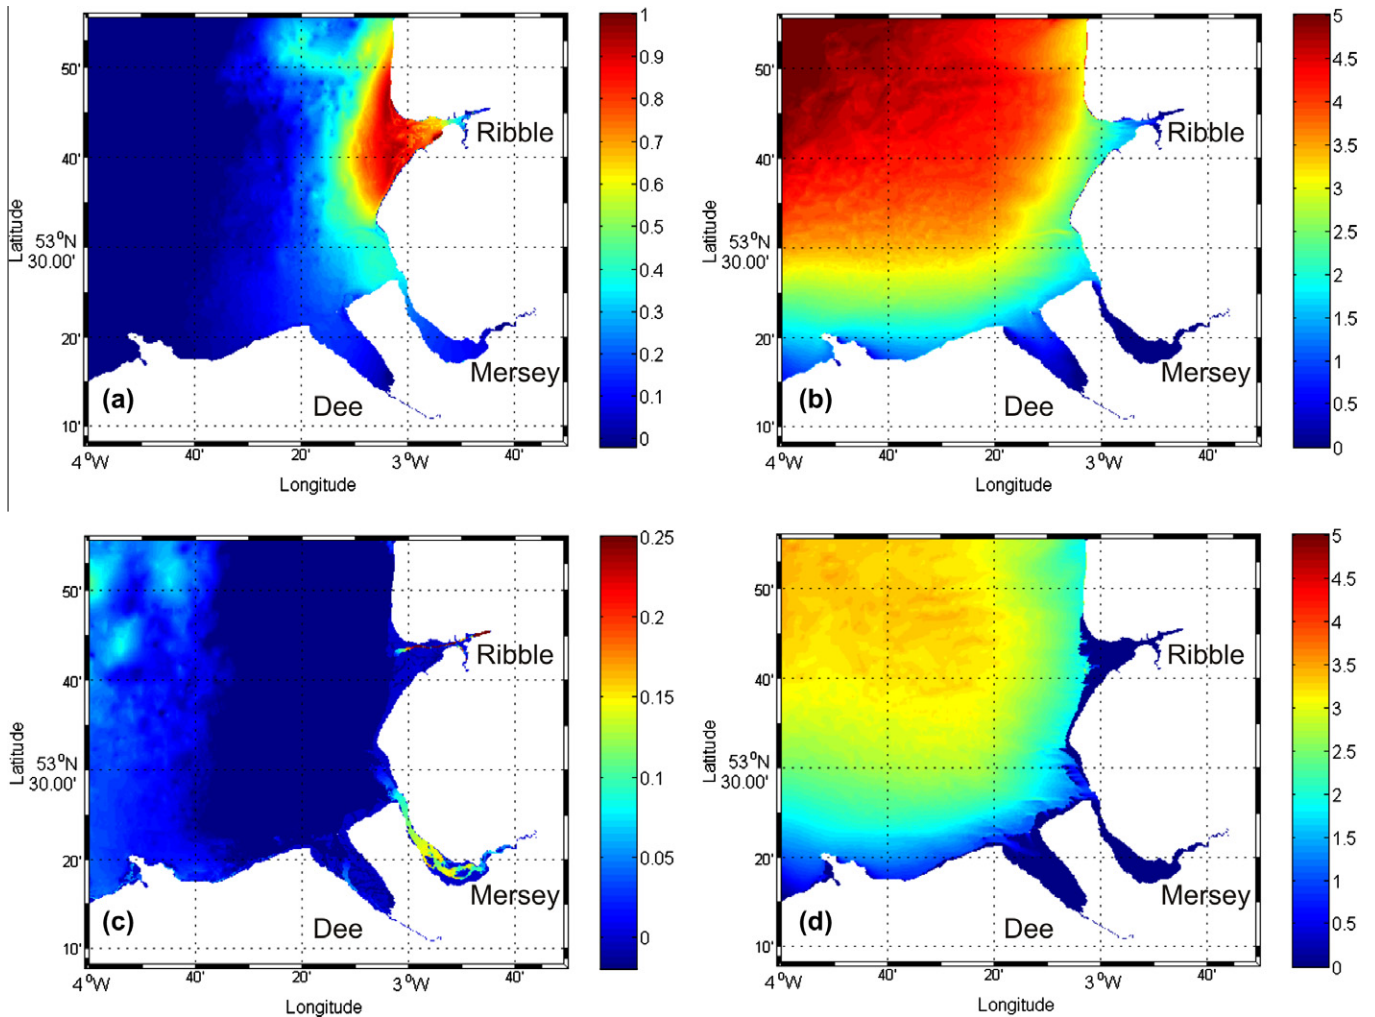 1
0.9
0.8
0.7
0.6
0.5
0.4
0.3
0.2
0.1
0
50'
40'
53°N
30.00'
20'
10'
Latitude
4°W
40'
20'
3°W
40'
Longitude
Ribble
Mersey
Dee
(a)
5
4.5
4
3.5
3
2.5
2
1.5
1
0.5
0
50'
40'
53°N
30.00'
20'
10'
Latitude
4°W
40'
20'
3°W
40'
Longitude
Ribble
Mersey
Dee
(b)
0.25
0.2
0.15
0.1
0.05
0
50'
40'
53°N
30.00'
20'
10'
Latitude
4°W
40'
20'
3°W
40'
Longitude
Ribble
Mersey
Dee
(c)
5
4.5
4
3.5
3
2.5
2
1.5
1
0.5
0
50'
40'
53°N
30.00'
20'
10'
Latitude
4°W
40'
20'
3°W
40'
Longitude
Ribble
Mersey
Dee
(d)